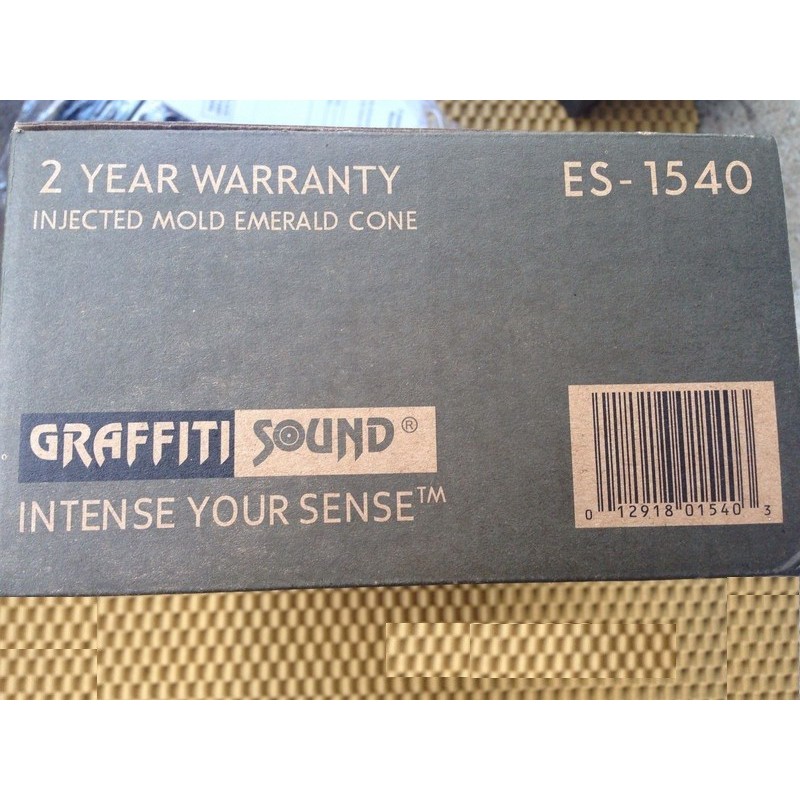 2 YEAR WARRANTY
ES-1540
INJECTED MOLD EMERALD CONE
GRAFFITI SOUND®
INTENSE YOUR SENSE™
0 12918 01540 3